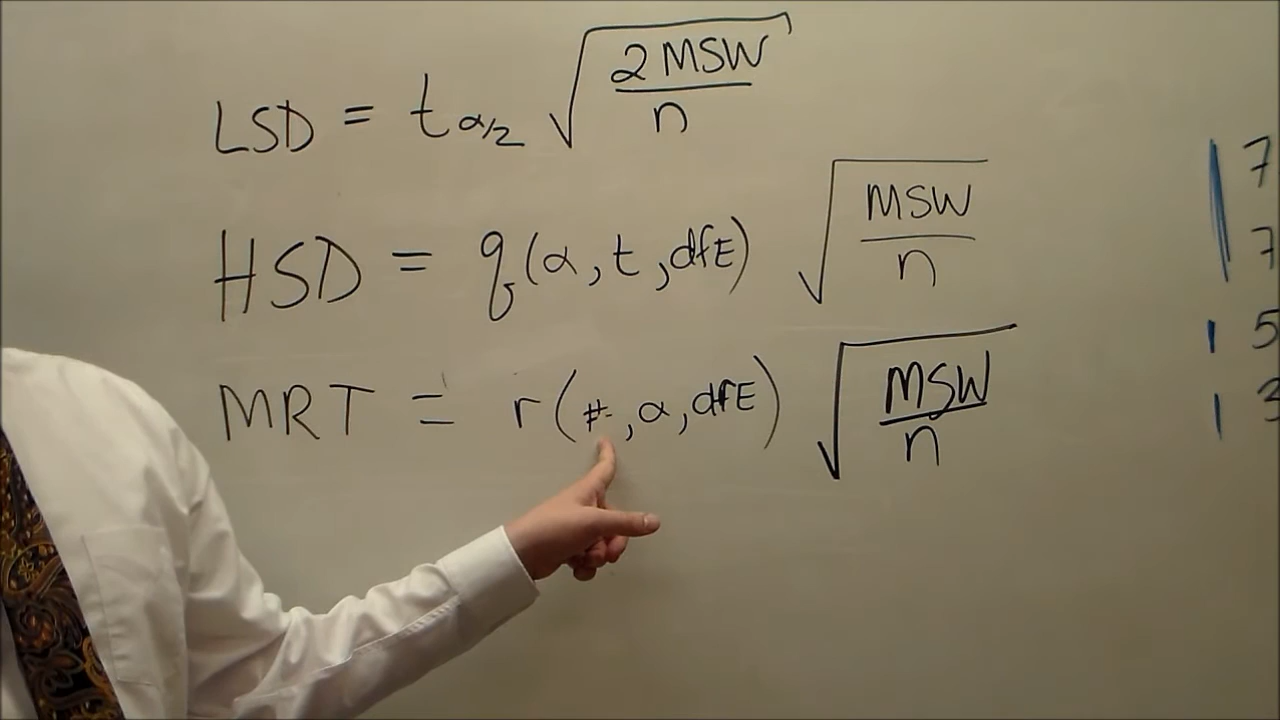 LSD = t α/2 √(2 MSW / n)
HSD = q(α, t, dfE) √(MSW / n)
MRT = r(#, α, dfE) √(MSW / n)
7
7
5
3